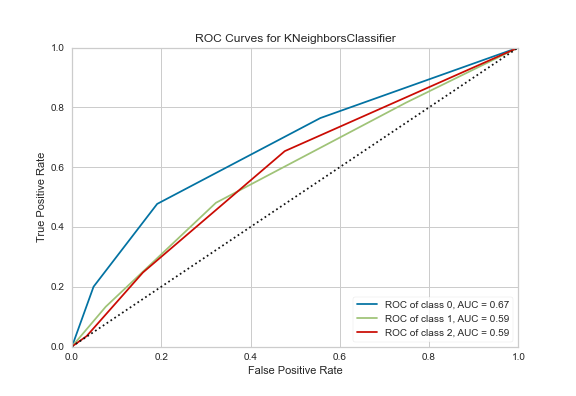 ROC Curves for KNeighborsClassifier
1.0
0.8
0.6
0.4
0.2
0.0
True Positive Rate
0.0 0.2 0.4 0.6 0.8 1.0
False Positive Rate
ROC of class 0, AUC = 0.67
ROC of class 1, AUC = 0.59
ROC of class 2, AUC = 0.59